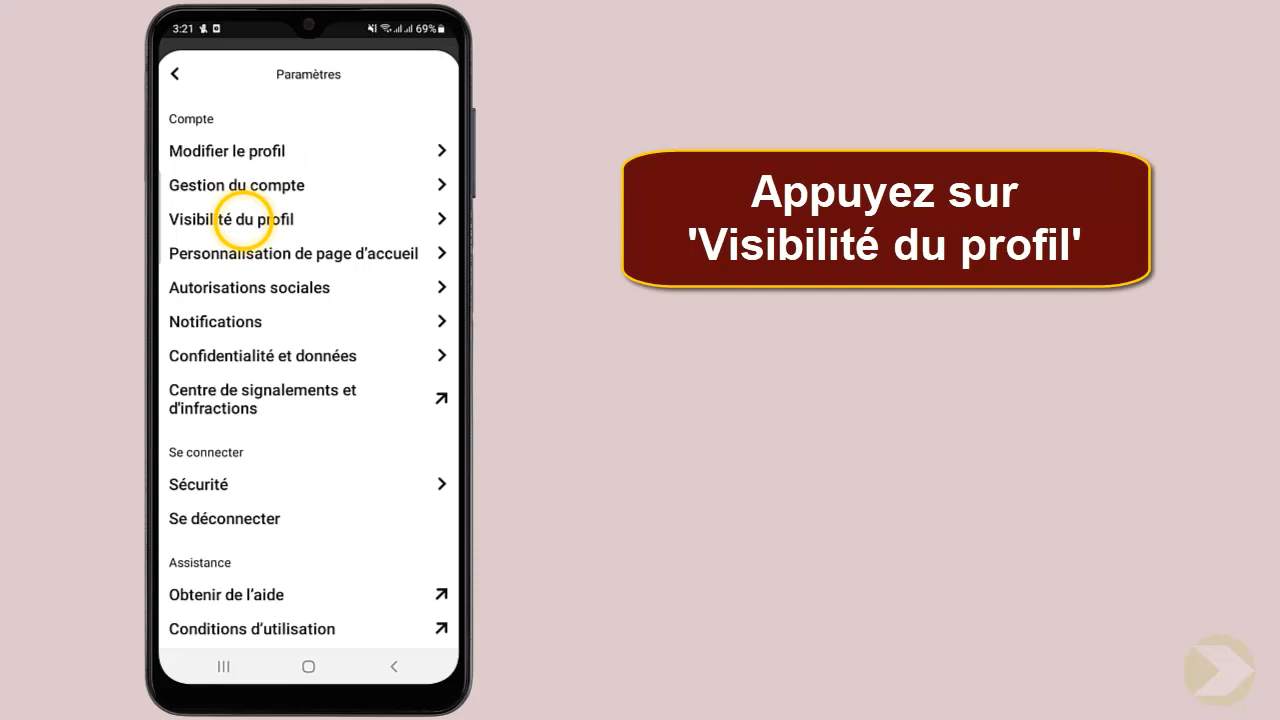 3:21
69%
Paramètres
Compte
Modifier le profil
Gestion du compte
Visibilité du profil
Personnalisation de page d’accueil
Autorisations sociales
Notifications
Confidentialité et données
Centre de signalements et
d'infractions
Se connecter
Sécurité
Se déconnecter
Assistance
Obtenir de l’aide
Conditions d’utilisation
Appuyez sur
'Visibilité du profil'